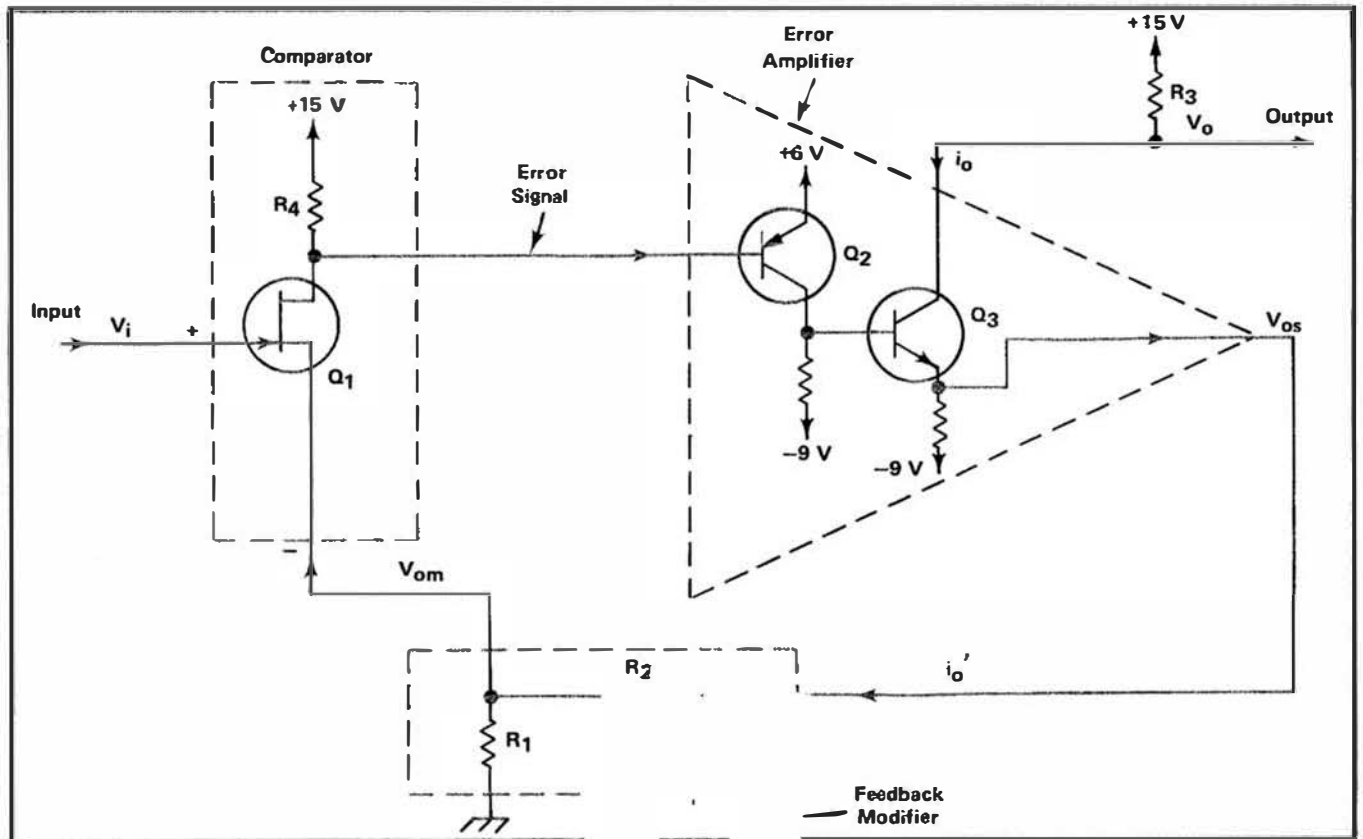 Comparator
+15 V
R4
Input
Vi
+
Q1
−
Vom
Error
Signal
Error
Amplifier
+6 V
Q2
Q3
−9 V
−9 V
io
+15 V
R3
Vo
Output
Vos
R2
io'
R1
Feedback
Modifier